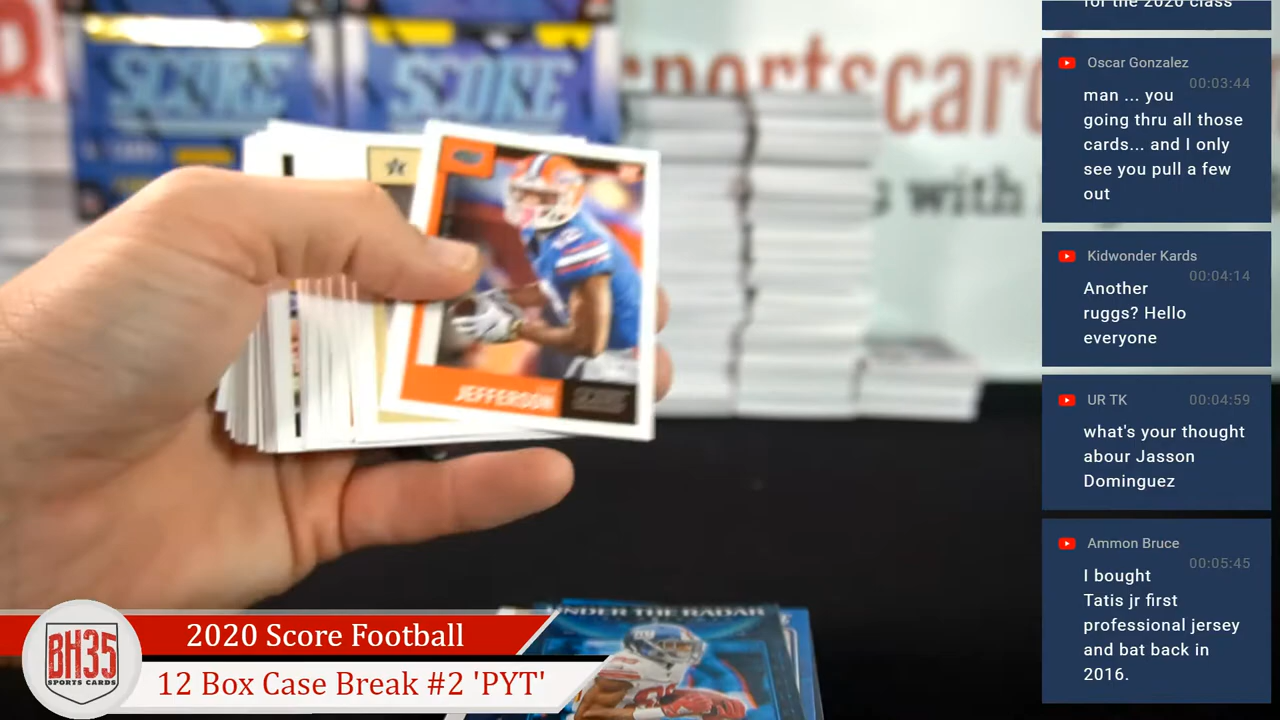 SCORE
SCORE
sportscard
s with
JEFFERSON
SCORE
UNDER THE RADAR
BH35
SPORTS CARDS
2020 Score Football
12 Box Case Break #2 'PYT'
for the 2020 class
Oscar Gonzalez
00:03:44
man ... you
going thru all those
cards... and I only
see you pull a few
out
Kidwonder Kards
00:04:14
Another
ruggs? Hello
everyone
UR TK
00:04:59
what's your thought
abour Jasson
Dominguez
Ammon Bruce
00:05:45
I bought
Tatis jr first
professional jersey
and bat back in
2016.